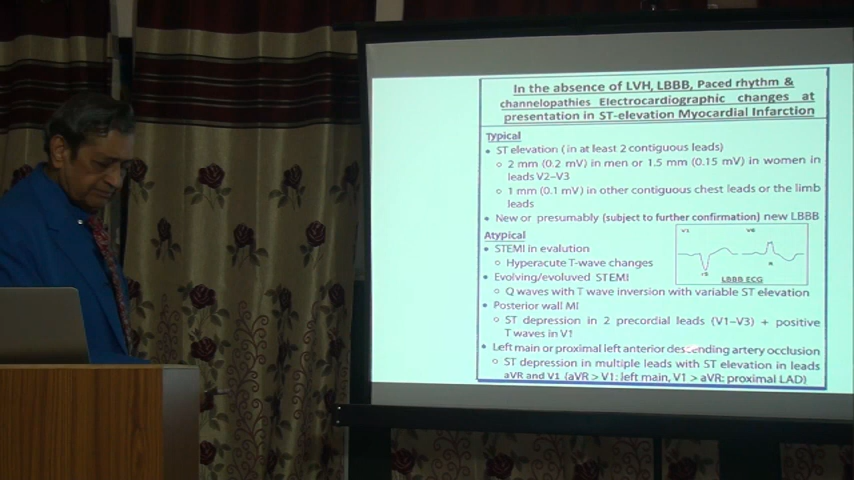 In the absence of LVH, LBBB, Paced rhythm &
channelopathies Electrocardiographic changes at
presentation in ST-elevation Myocardial Infarction
Typical
• ST elevation (in at least 2 contiguous leads)
○ 2 mm (0.2 mV) in men or 1.5 mm (0.15 mV) in women in
leads V2–V3
○ 1 mm (0.1 mV) in other contiguous chest leads or the limb
leads
• New or presumably (subject to further confirmation) new LBBB
Atypical
• STEMI in evalution
○ Hyperacute T-wave changes
• Evolving/evoluved STEMI
○ Q waves with T wave inversion with variable ST elevation
V1 V6
LBBB ECG
• Posterior wall MI
○ ST depression in 2 precordial leads (V1–V3) + positive
T waves in V1
• Left main or proximal left anterior descending artery occlusion
○ ST depression in multiple leads with ST elevation in leads
aVR and V1 (aVR > V1: left main, V1 > aVR: proximal LAD)